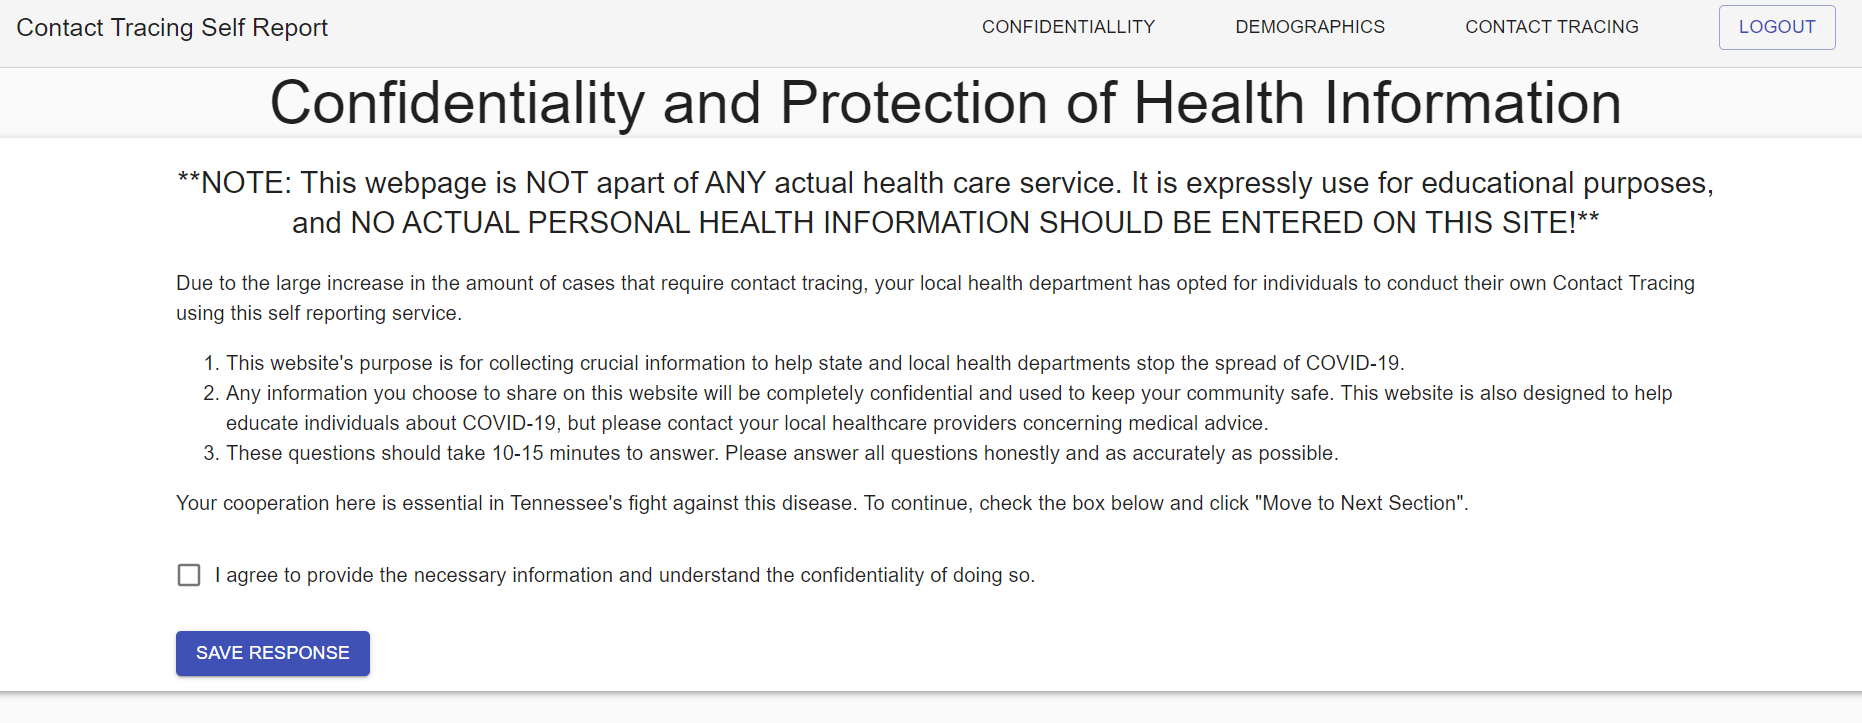 Contact Tracing Self Report
CONFIDENTIALLITY
DEMOGRAPHICS
CONTACT TRACING
LOGOUT
Confidentiality and Protection of Health Information
**NOTE: This webpage is NOT apart of ANY actual health care service. It is expressly use for educational purposes,
and NO ACTUAL PERSONAL HEALTH INFORMATION SHOULD BE ENTERED ON THIS SITE!**
Due to the large increase in the amount of cases that require contact tracing, your local health department has opted for individuals to conduct their own Contact Tracing
using this self reporting service.
1. This website's purpose is for collecting crucial information to help state and local health departments stop the spread of COVID-19.
2. Any information you choose to share on this website will be completely confidential and used to keep your community safe. This website is also designed to help
educate individuals about COVID-19, but please contact your local healthcare providers concerning medical advice.
3. These questions should take 10-15 minutes to answer. Please answer all questions honestly and as accurately as possible.
Your cooperation here is essential in Tennessee's fight against this disease. To continue, check the box below and click "Move to Next Section".
I agree to provide the necessary information and understand the confidentiality of doing so.
SAVE RESPONSE